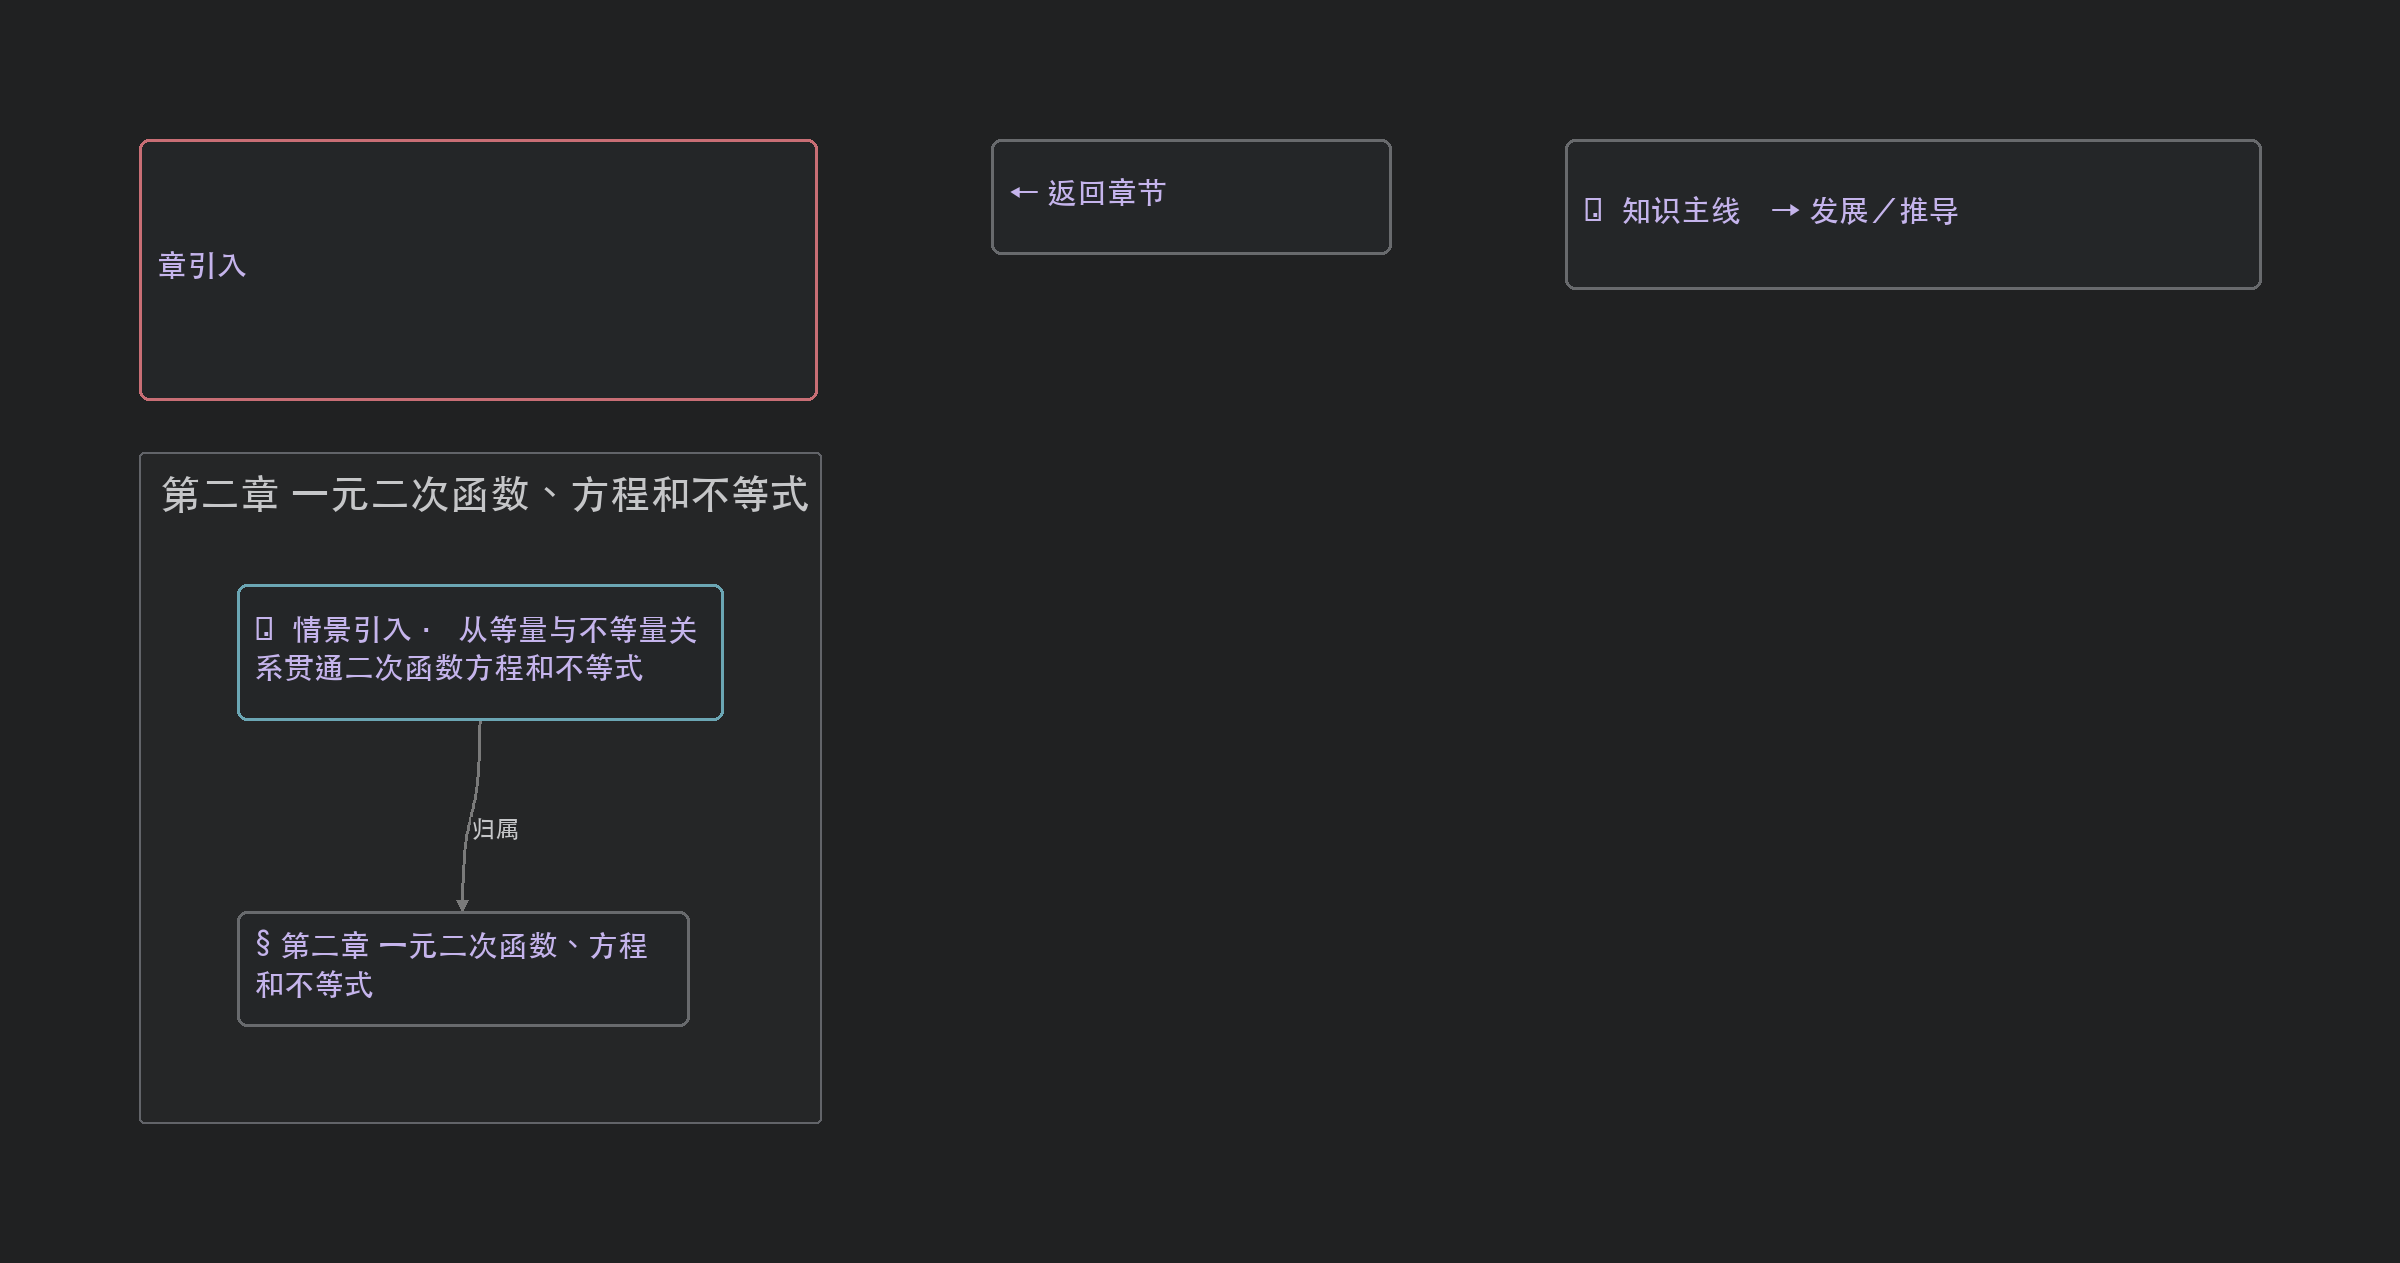 章引入
← 返回章节
知识主线 → 发展／推导
第二章 一元二次函数、方程和不等式
情景引入 · 从等量与不等量关
系贯通二次函数方程和不等式
归属
§ 第二章 一元二次函数、方程
和不等式